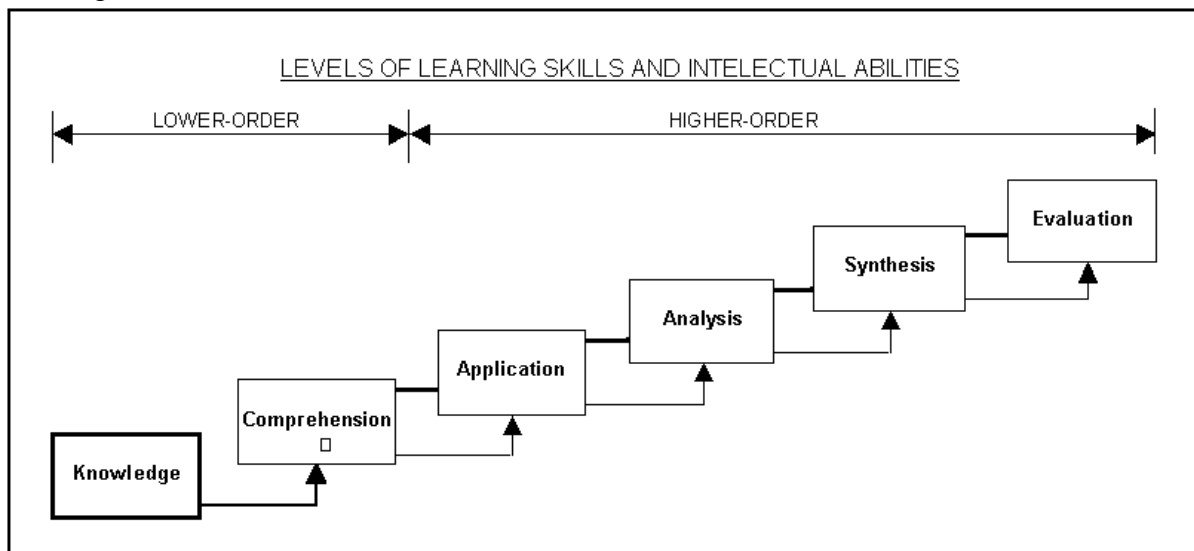 LEVELS OF LEARNING SKILLS AND INTELECTUAL ABILITIES
LOWER-ORDER
HIGHER-ORDER
Evaluation
Synthesis
Analysis
Application
Comprehension
Knowledge